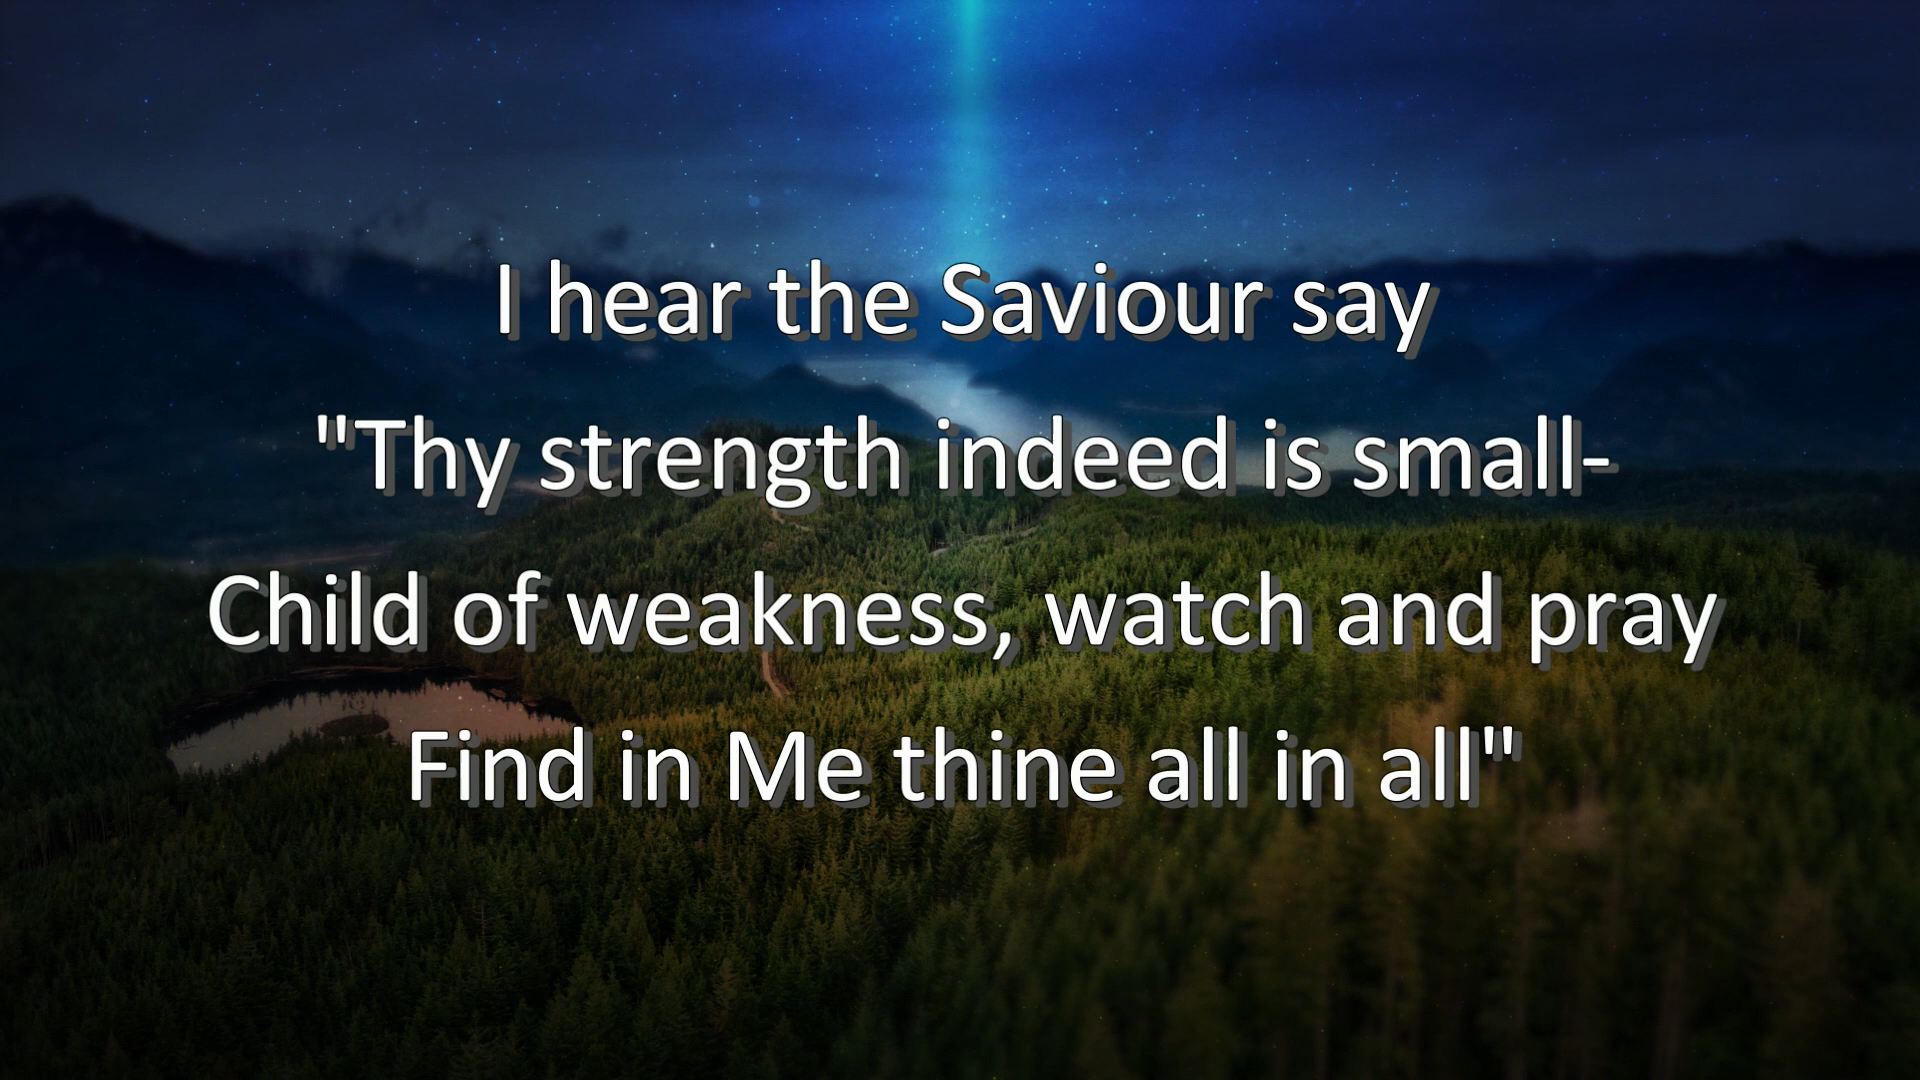 I hear the Saviour say
"Thy strength indeed is small-
Child of weakness, watch and pray
Find in Me thine all in all"